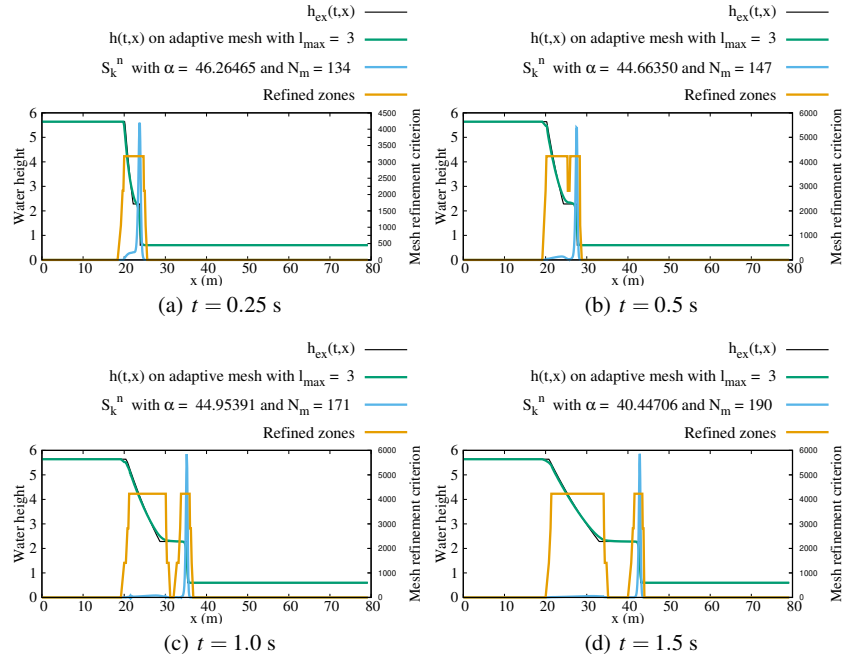 h_ex(t,x)
h(t,x) on adaptive mesh with l_max = 3
S_k^n with α = 46.26465 and N_m = 134
Refined zones
6
5
4
3
2
1
0
Water height
4500
4000
3500
3000
2500
2000
1500
1000
500
0
Mesh refinement criterion
0 10 20 30 40 50 60 70 80
x (m)
(a) t = 0.25 s
h_ex(t,x)
h(t,x) on adaptive mesh with l_max = 3
S_k^n with α = 44.66350 and N_m = 147
Refined zones
6
5
4
3
2
1
0
Water height
6000
5000
4000
3000
2000
1000
0
Mesh refinement criterion
0 10 20 30 40 50 60 70 80
x (m)
(b) t = 0.5 s
h_ex(t,x)
h(t,x) on adaptive mesh with l_max = 3
S_k^n with α = 44.95391 and N_m = 171
Refined zones
6
5
4
3
2
1
0
Water height
6000
5000
4000
3000
2000
1000
0
Mesh refinement criterion
0 10 20 30 40 50 60 70 80
x (m)
(c) t = 1.0 s
h_ex(t,x)
h(t,x) on adaptive mesh with l_max = 3
S_k^n with α = 40.44706 and N_m = 190
Refined zones
6
5
4
3
2
1
0
Water height
6000
5000
4000
3000
2000
1000
0
Mesh refinement criterion
0 10 20 30 40 50 60 70 80
x (m)
(d) t = 1.5 s